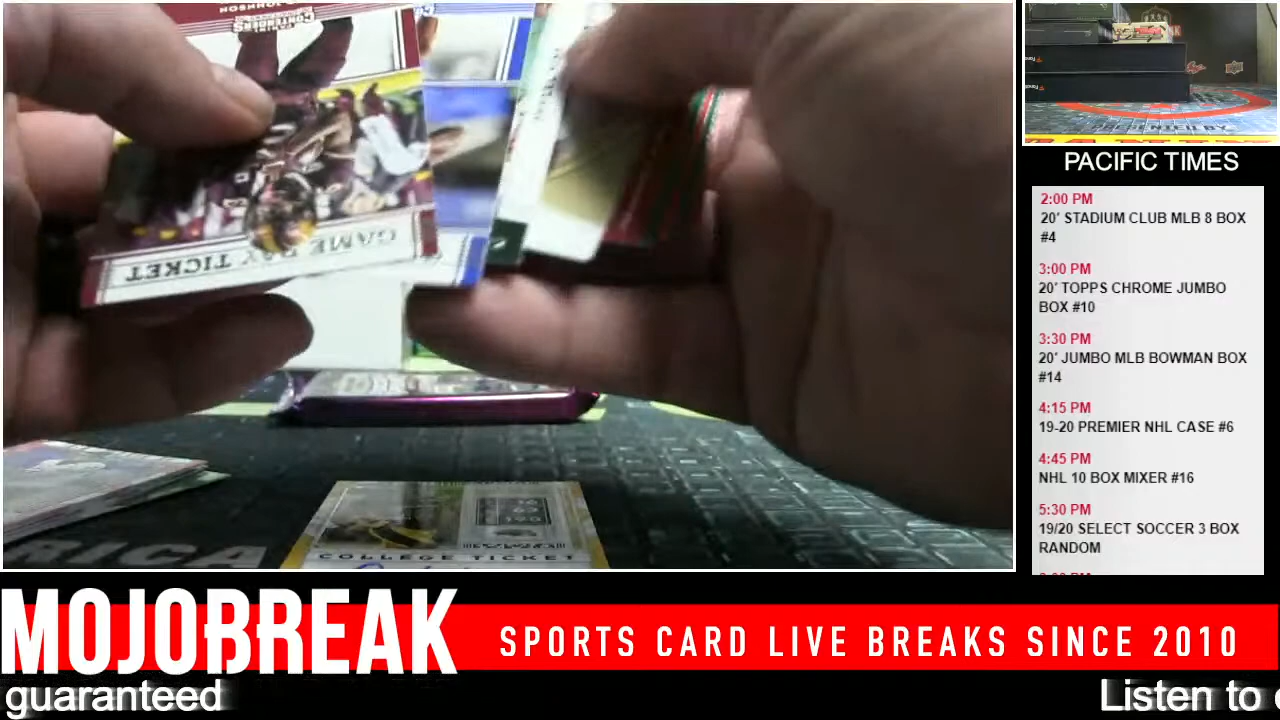 JOHNSON
CONTENDERS
GAME DAY TICKET
COLLEGE TICKET
RICA
PACIFIC TIMES
2:00 PM
20' STADIUM CLUB MLB 8 BOX
#4
3:00 PM
20' TOPPS CHROME JUMBO
BOX #10
3:30 PM
20' JUMBO MLB BOWMAN BOX
#14
4:15 PM
19-20 PREMIER NHL CASE #6
4:45 PM
NHL 10 BOX MIXER #16
5:30 PM
19/20 SELECT SOCCER 3 BOX
RANDOM
MOJOBREAK
SPORTS CARD LIVE BREAKS SINCE 2010
guaranteed
Listen to